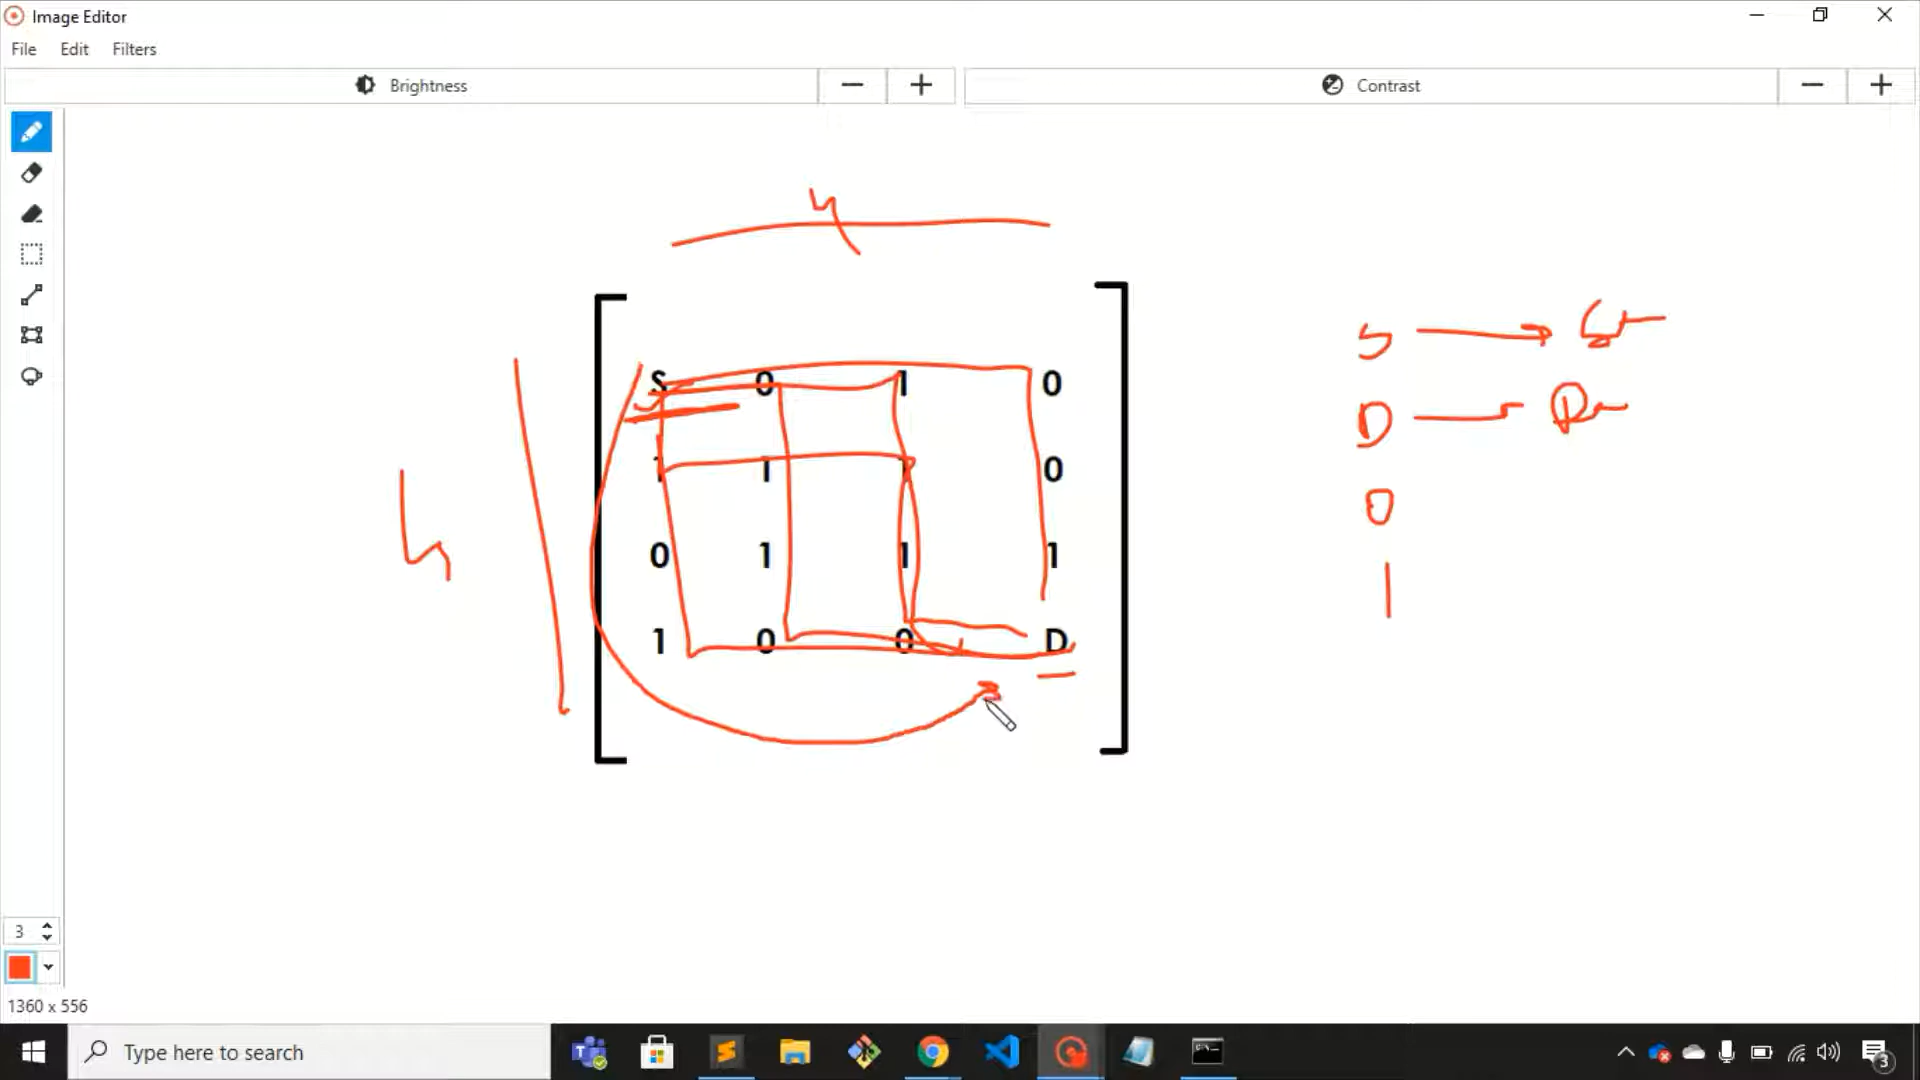 Image Editor
File Edit Filters
Brightness Contrast
4
S 0 1 0
1 1 1 0
0 1 1 1
1 0 0 D
4
S
D
0
1
3
1360 x 556
Type here to search
3